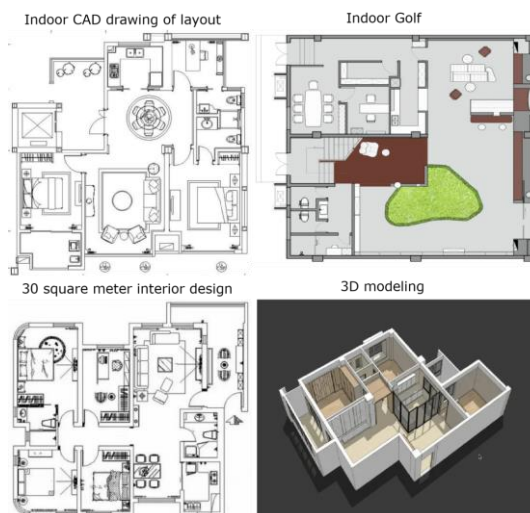 Indoor CAD drawing of layout
Indoor Golf
30 square meter interior design
3D modeling